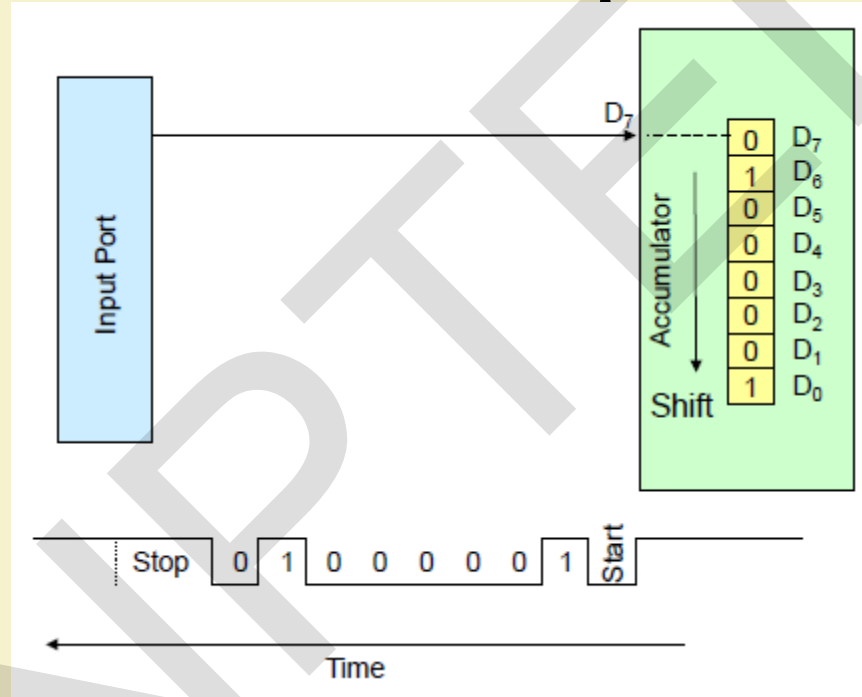 D₇
0 D₇
1 D₆
0 D₅
0 D₄
0 D₃
0 D₂
0 D₁
1 D₀
Input Port
Accumulator
Shift
Stop 0 1 0 0 0 0 0 1 Start
Time
NPTEL